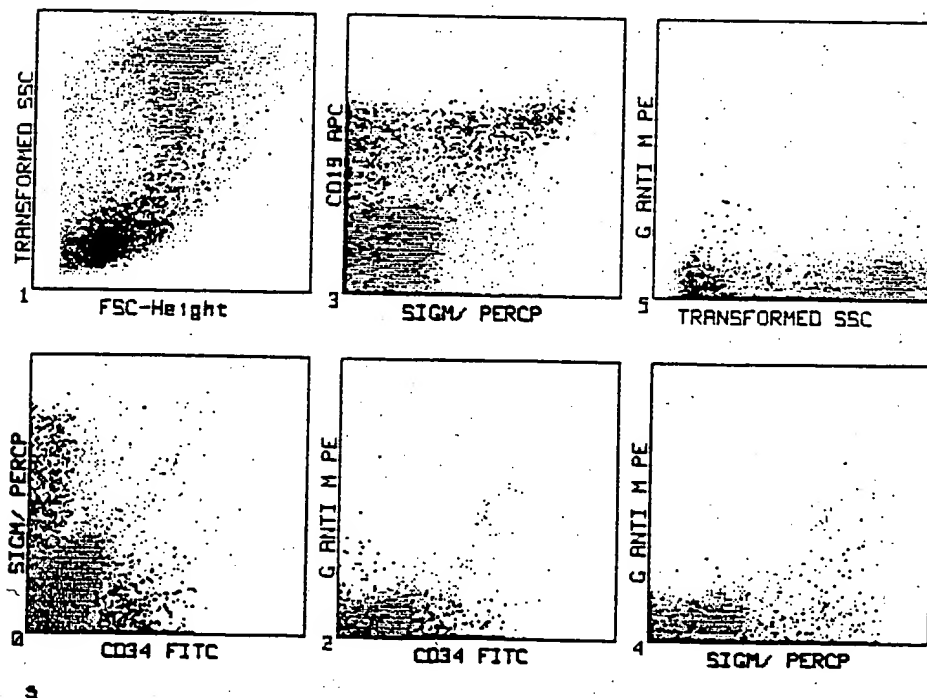 TRANSFORMED SSC
1
FSC-Height
CD19 APC
3
SIGM/ PERCP
G ANTI M PE
5
TRANSFORMED SSC
SIGM/ PERCP
0
CD34 FITC
G ANTI M PE
2
CD34 FITC
G ANTI M PE
4
SIGM/ PERCP